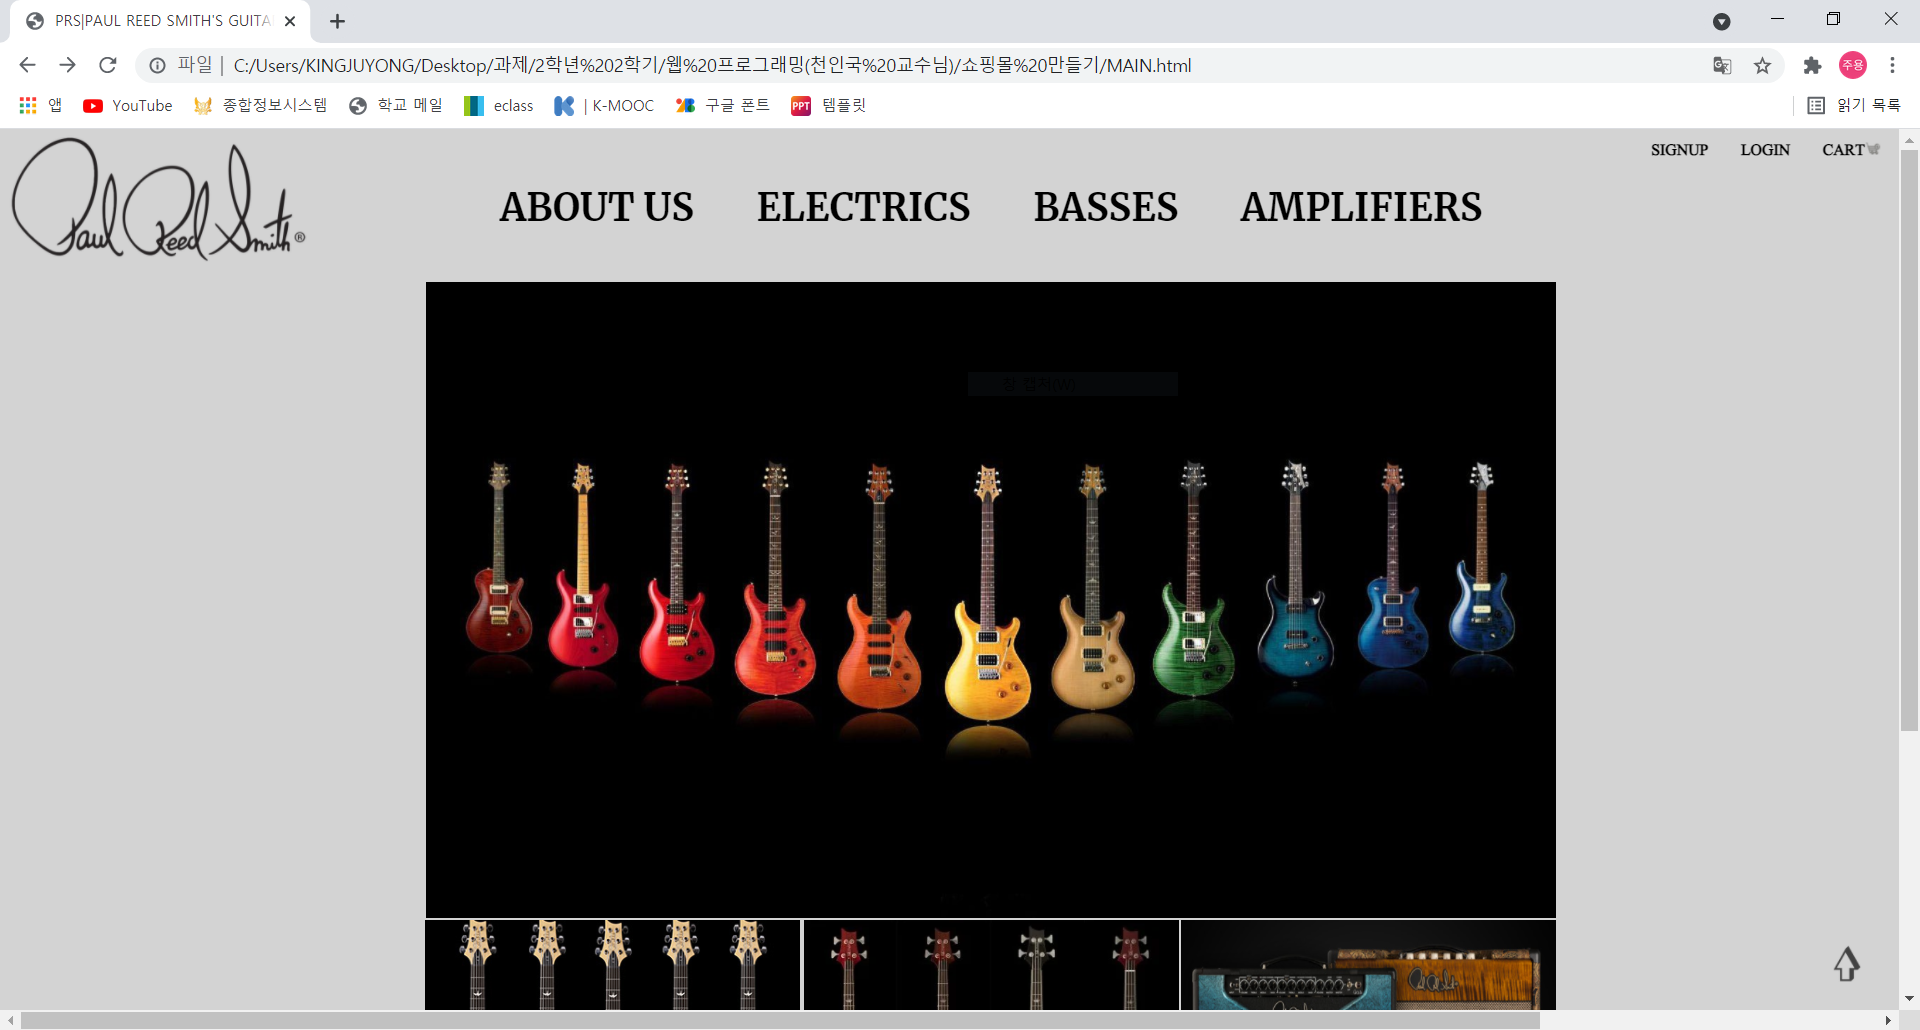 PRS|PAUL REED SMITH'S GUITA
파일 | C:/Users/KINGJUYONG/Desktop/과제/2학년%202학기/웹%20프로그래밍(천인국%20교수님)/쇼핑몰%20만들기/MAIN.html
주용
앱 YouTube 종합정보시스템 학교 메일 eclass | K-MOOC 구글 폰트 PPT 템플릿 읽기 목록
SIGNUP LOGIN CART
Paul Reed Smith®
ABOUT US ELECTRICS BASSES AMPLIFIERS
창 캡처(W)